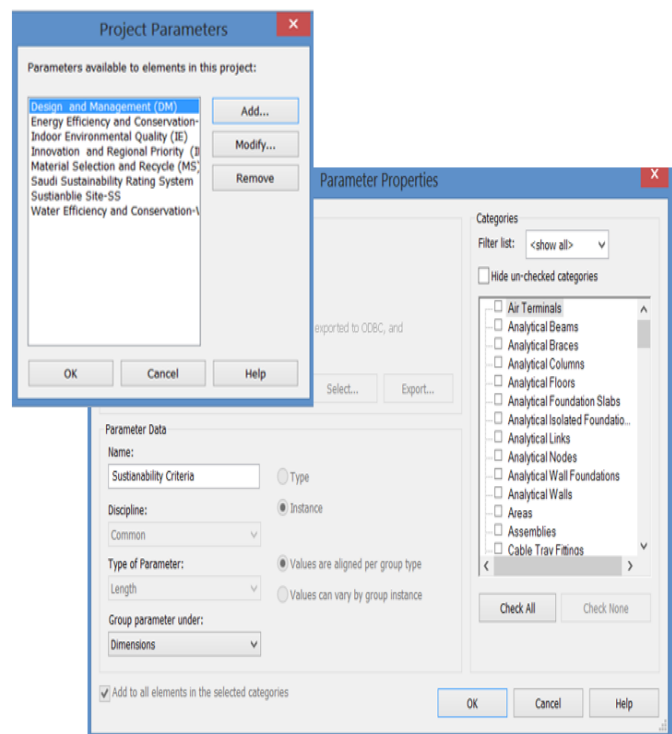 Project Parameters
X
Parameters available to elements in this project:
Design and Management (DM)
Energy Efficiency and Conservation-
Indoor Environmental Quality (IE)
Innovation and Regional Priority (I
Material Selection and Recycle (MS)
Saudi Sustainability Rating System
Sustianblie Site-SS
Water Efficiency and Conservation-\
Add...
Modify...
Remove
OK
Cancel
Help
Parameter Properties
X
exported to ODBC, and
Select...
Export...
Parameter Data
Name:
Sustianability Criteria
Discipline:
Common
Type of Parameter:
Length
Group parameter under:
Dimensions
Type
Instance
Values are aligned per group type
Values can vary by group instance
Add to all elements in the selected categories
Categories
Filter list:
<show all>
Hide un-checked categories
Air Terminals
Analytical Beams
Analytical Braces
Analytical Columns
Analytical Floors
Analytical Foundation Slabs
Analytical Isolated Foundatio...
Analytical Links
Analytical Nodes
Analytical Wall Foundations
Analytical Walls
Areas
Assemblies
Cable Tray Fittings
Check All
Check None
OK
Cancel
Help